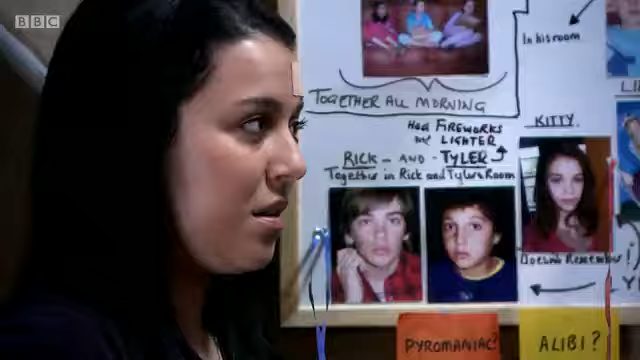 BBC
In his room
TOGETHER ALL MORNING
HAD FIREWORKS
w/ LIGHTER
KITTY.
RICK - AND - TYLER
Together in Rick and Tylers Room
Doesn't Remember!
PYROMANIAC?
ALIBI?